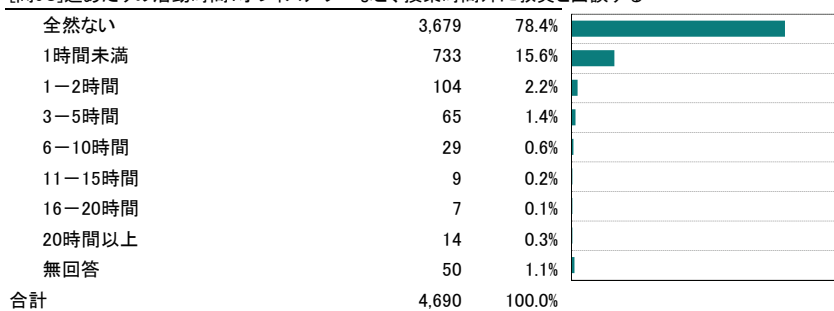 全然ない 3,679 78.4%
1時間未満 733 15.6%
1－2時間 104 2.2%
3－5時間 65 1.4%
6－10時間 29 0.6%
11－15時間 9 0.2%
16－20時間 7 0.1%
20時間以上 14 0.3%
無回答 50 1.1%
合計 4,690 100.0%